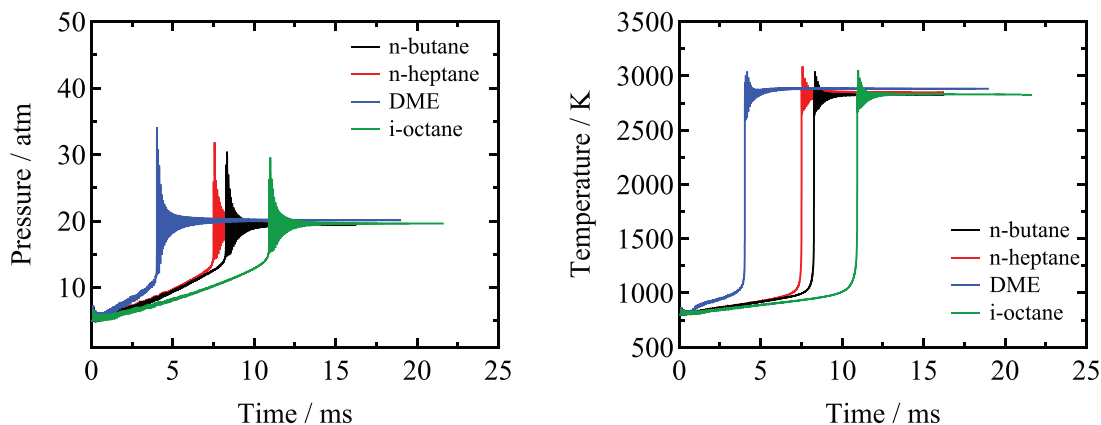 50
40
30
20
10
Pressure / atm
n-butane
n-heptane
DME
i-octane
0 5 10 15 20 25
Time / ms
3500
3000
2500
2000
1500
1000
500
Temperature / K
n-butane
n-heptane
DME
i-octane
0 5 10 15 20 25
Time / ms